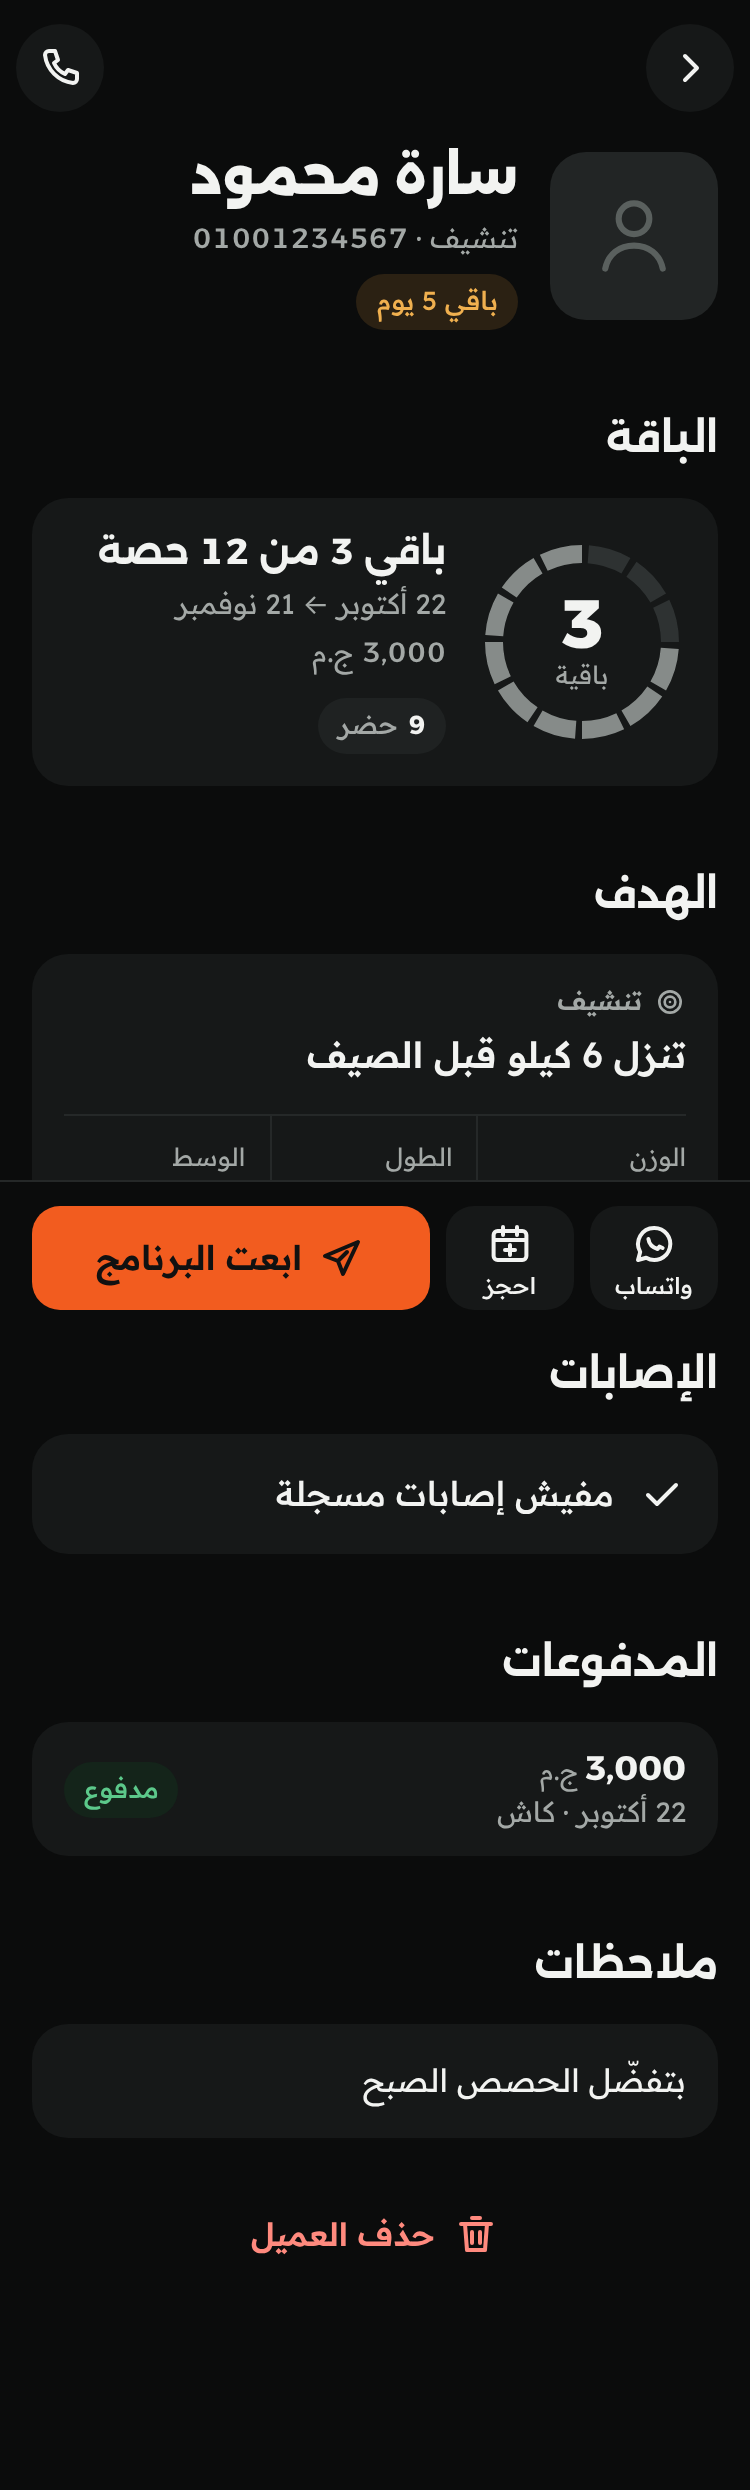 سارة محمود
تنشيف · 01001234567
باقي 5 يوم
الباقة
3
باقية
باقي 3 من 12 حصة
22 أكتوبر ← 21 نوفمبر
3,000 ج.م
9 حضر
الهدف
تنشيف
تنزل 6 كيلو قبل الصيف
الوزن
الطول
الوسط
واتساب
احجز
ابعت البرنامج
الإصابات
مفيش إصابات مسجلة
المدفوعات
3,000 ج.م
22 أكتوبر · كاش
مدفوع
ملاحظات
بتفضّل الحصص الصبح
حذف العميل